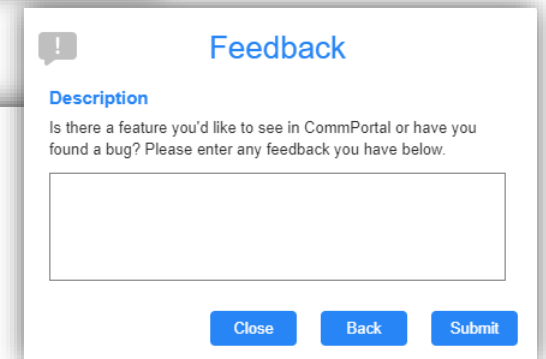 Feedback
Description
Is there a feature you'd like to see in CommPortal or have you
found a bug? Please enter any feedback you have below.
Close Back Submit